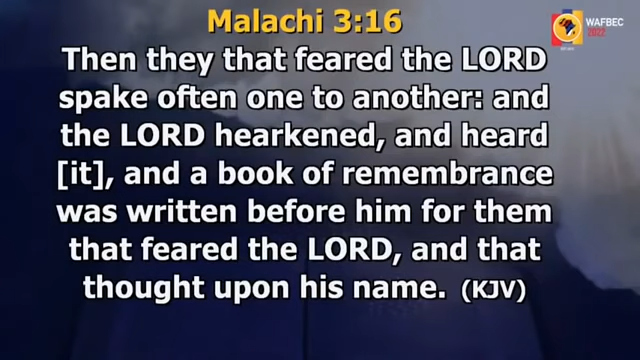 Malachi 3:16
WAFBEC
2022
Then they that feared the LORD
spake often one to another: and
the LORD hearkened, and heard
[it], and a book of remembrance
was written before him for them
that feared the LORD, and that
thought upon his name. (KJV)